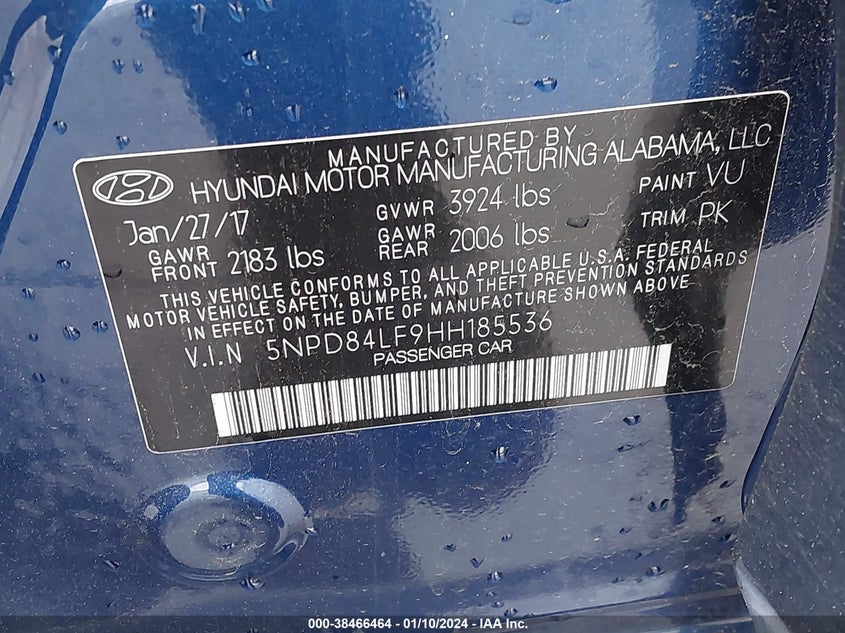 MANUFACTURED BY
HYUNDAI MOTOR MANUFACTURING ALABAMA, LLC
Jan/27/17 GVWR 3924 lbs PAINT VU
GAWR FRONT 2183 lbs GAWR REAR 2006 lbs TRIM PK
THIS VEHICLE CONFORMS TO ALL APPLICABLE U.S.A. FEDERAL
MOTOR VEHICLE SAFETY, BUMPER, AND THEFT PREVENTION STANDARDS
IN EFFECT ON THE DATE OF MANUFACTURE SHOWN ABOVE
V.I.N 5NPD84LF9HH185536
PASSENGER CAR
000-38466464 - 01/10/2024 - IAA Inc.